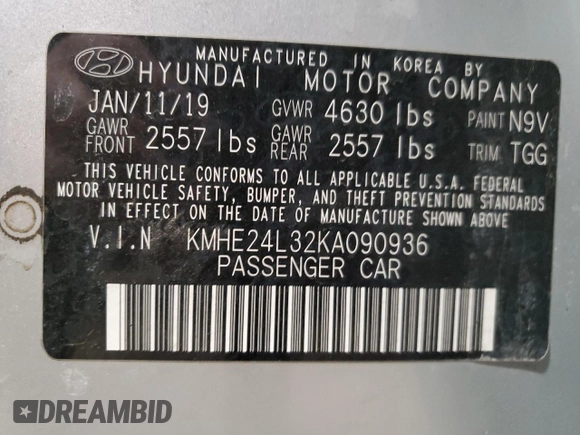 MANUFACTURED IN KOREA BY
HYUNDAI MOTOR COMPANY
JAN/11/19 GVWR 4630 lbs PAINT N9V
GAWR FRONT 2557 lbs GAWR REAR 2557 lbs TRIM TGG
THIS VEHICLE CONFORMS TO ALL APPLICABLE U.S.A. FEDERAL
MOTOR VEHICLE SAFETY, BUMPER, AND THEFT PREVENTION STANDARDS
IN EFFECT ON THE DATE OF MANUFACTURE SHOWN ABOVE
V.I.N KMHE24L32KA090936
PASSENGER CAR
DREAMBID